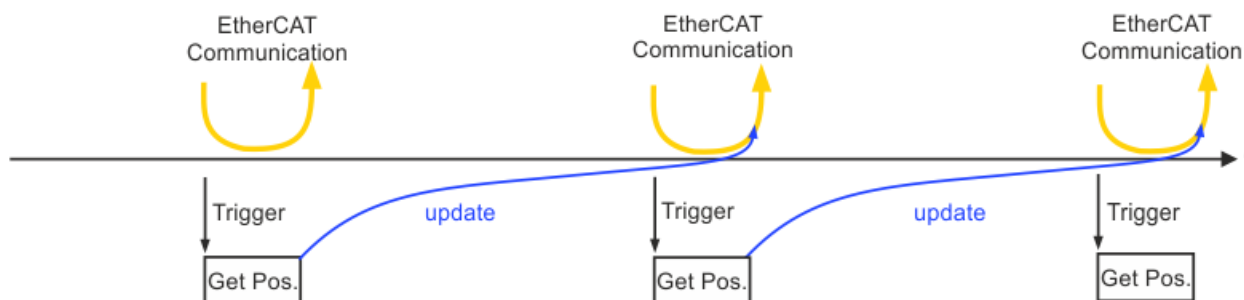 EtherCAT
Communication
EtherCAT
Communication
EtherCAT
Communication
Trigger
update
Trigger
update
Trigger
Get Pos.
Get Pos.
Get Pos.